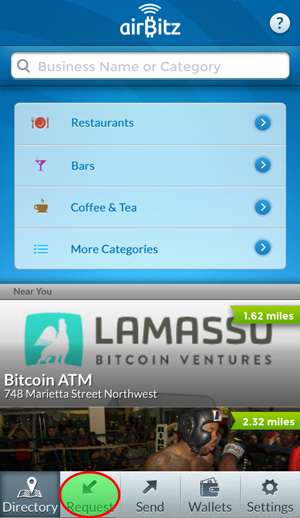 airBitz
?
Business Name or Category
Restaurants
Bars
Coffee & Tea
More Categories
Near You
1.62 miles
LAMASSU
BITCOIN VENTURES
Bitcoin ATM
748 Marietta Street Northwest
2.32 miles
Directory
Request
Send
Wallets
Settings